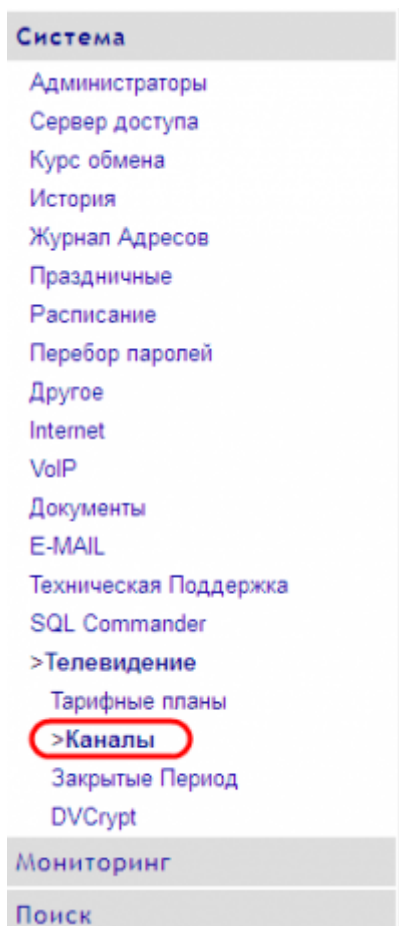 Система
Администраторы
Сервер доступа
Курс обмена
История
Журнал Адресов
Праздничные
Расписание
Перебор паролей
Другое
Internet
VoIP
Документы
E-MAIL
Техническая Поддержка
SQL Commander
>Телевидение
Тарифные планы
>Каналы
Закрытые Период
DVCrypt
Мониторинг
Поиск